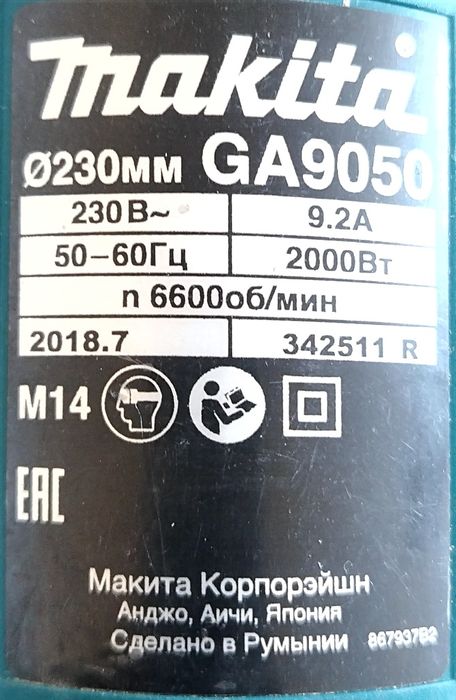 makita
Ø230мм GA9050
230В~ 9.2А
50-60Гц 2000Вт
n 6600об/мин
2018.7 342511 R
M14
EAC
Макита Корпорэйшн
Анджо, Аичи, Япония
Сделано в Румынии 867937B2